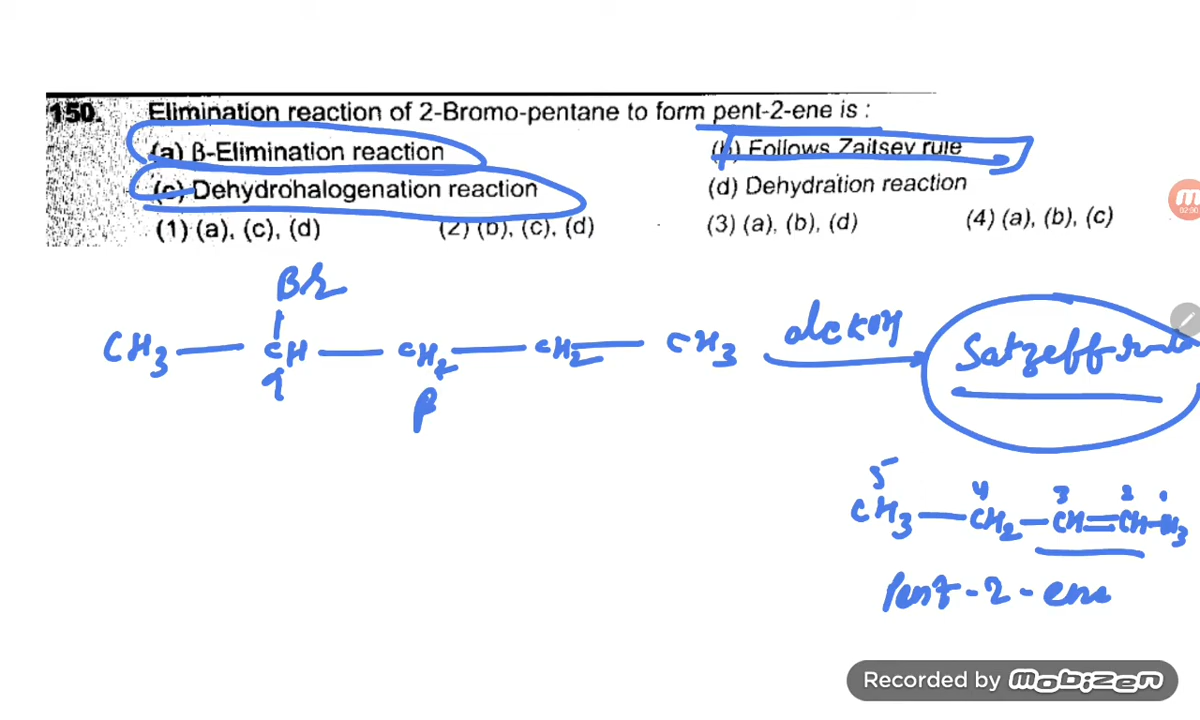 150. Elimination reaction of 2-Bromo-pentane to form pent-2-ene is :
(a) β-Elimination reaction (b) Follows Zaitsev rule
(c) Dehydrohalogenation reaction (d) Dehydration reaction
(1) (a), (c), (d) (2) (b), (c), (d) (3) (a), (b), (d) (4) (a), (b), (c)
Br
CH3 — CH — CH2 — CH2 — CH3 alc KOH
α β
Satzeff
5 4 3 2 1
CH3 — CH2 — CH = CH — CH3
Pent-2-ene
02:00
Recorded by mobizen